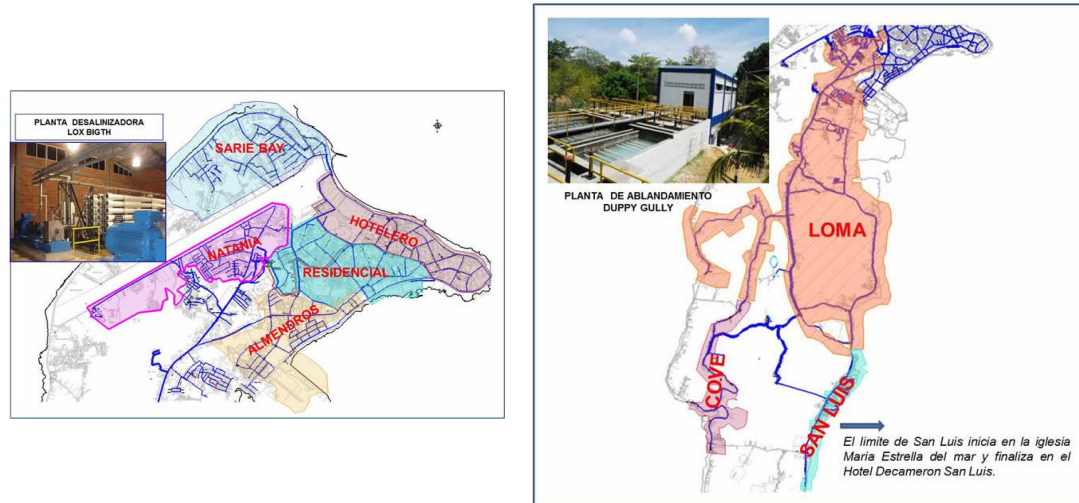 PLANTA DESALINIZADORA
LOX BIGTH
SARIE BAY
HOTELERO
NATANIA
RESIDENCIAL
ALMENDROS
PLANTA DE ABLANDAMIENTO
DUPPY GULLY
LOMA
COVE
SAN LUIS
El limite de San Luis inicia en la iglesia
Maria Estrella del mar y finaliza en el
Hotel Decameron San Luis.